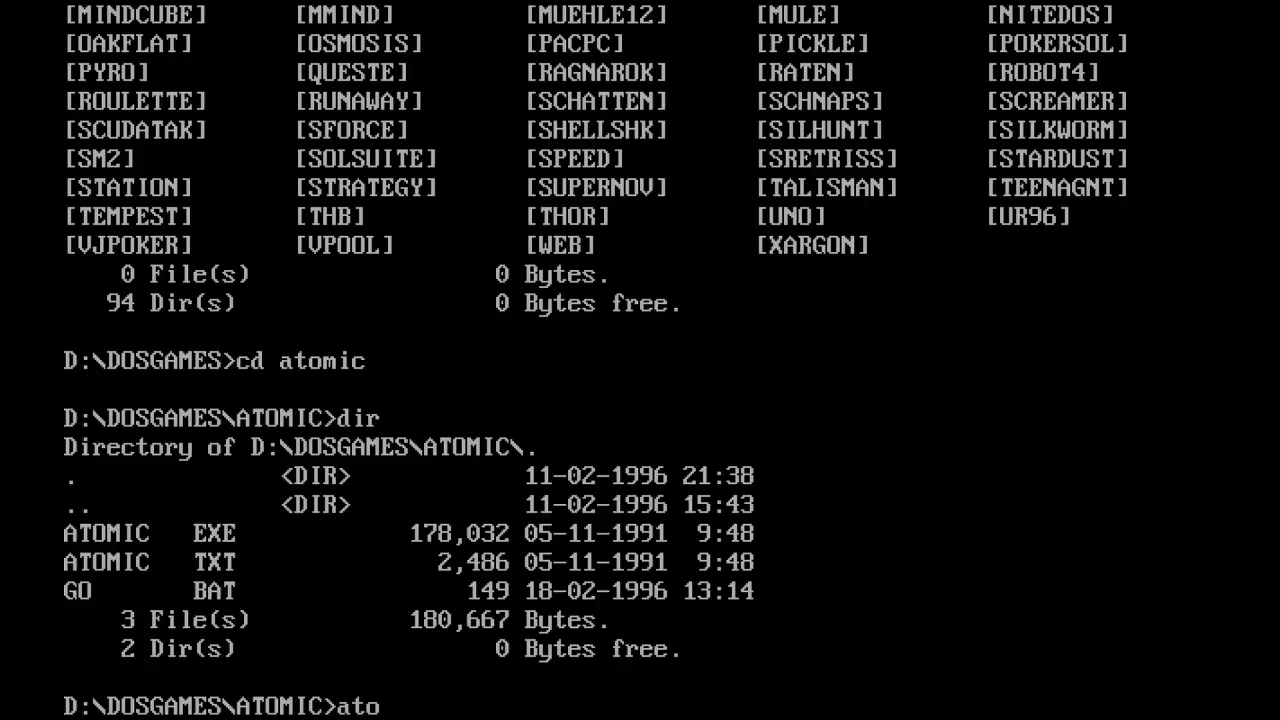 [MINDCUBE] [MMIND] [MUEHLE12] [MULE] [NITEDOS]
[OAKFLAT] [OSMOSIS] [PACPC] [PICKLE] [POKERSOL]
[PYRO] [QUESTE] [RAGNAROK] [RATEN] [ROBOT4]
[ROULETTE] [RUNAWAY] [SCHATTEN] [SCHNAPS] [SCREAMER]
[SCUDATAK] [SFORCE] [SHELLSHK] [SILHUNT] [SILKWORM]
[SM2] [SOLSUITE] [SPEED] [SRETRISS] [STARDUST]
[STATION] [STRATEGY] [SUPERNOV] [TALISMAN] [TEENAGNT]
[TEMPEST] [THB] [THOR] [UNO] [UR96]
[VJPOKER] [VPOOL] [WEB] [XARGON]
0 File(s) 0 Bytes.
94 Dir(s) 0 Bytes free.
D:\DOSGAMES>cd atomic
D:\DOSGAMES\ATOMIC>dir
Directory of D:\DOSGAMES\ATOMIC\.
. <DIR> 11-02-1996 21:38
.. <DIR> 11-02-1996 15:43
ATOMIC EXE 178,032 05-11-1991 9:48
ATOMIC TXT 2,486 05-11-1991 9:48
GO BAT 149 18-02-1996 13:14
3 File(s) 180,667 Bytes.
2 Dir(s) 0 Bytes free.
D:\DOSGAMES\ATOMIC>ato